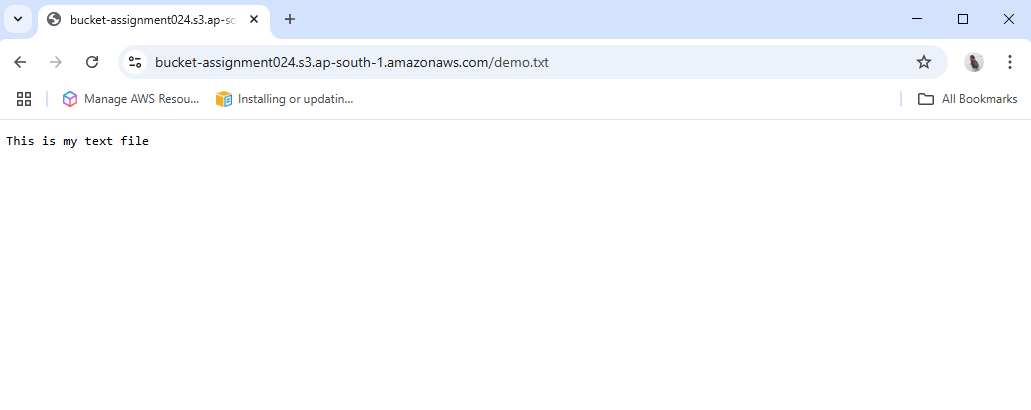 bucket-assignment024.s3.ap-so
bucket-assignment024.s3.ap-south-1.amazonaws.com/demo.txt
Manage AWS Resou... Installing or updatin... All Bookmarks
This is my text file